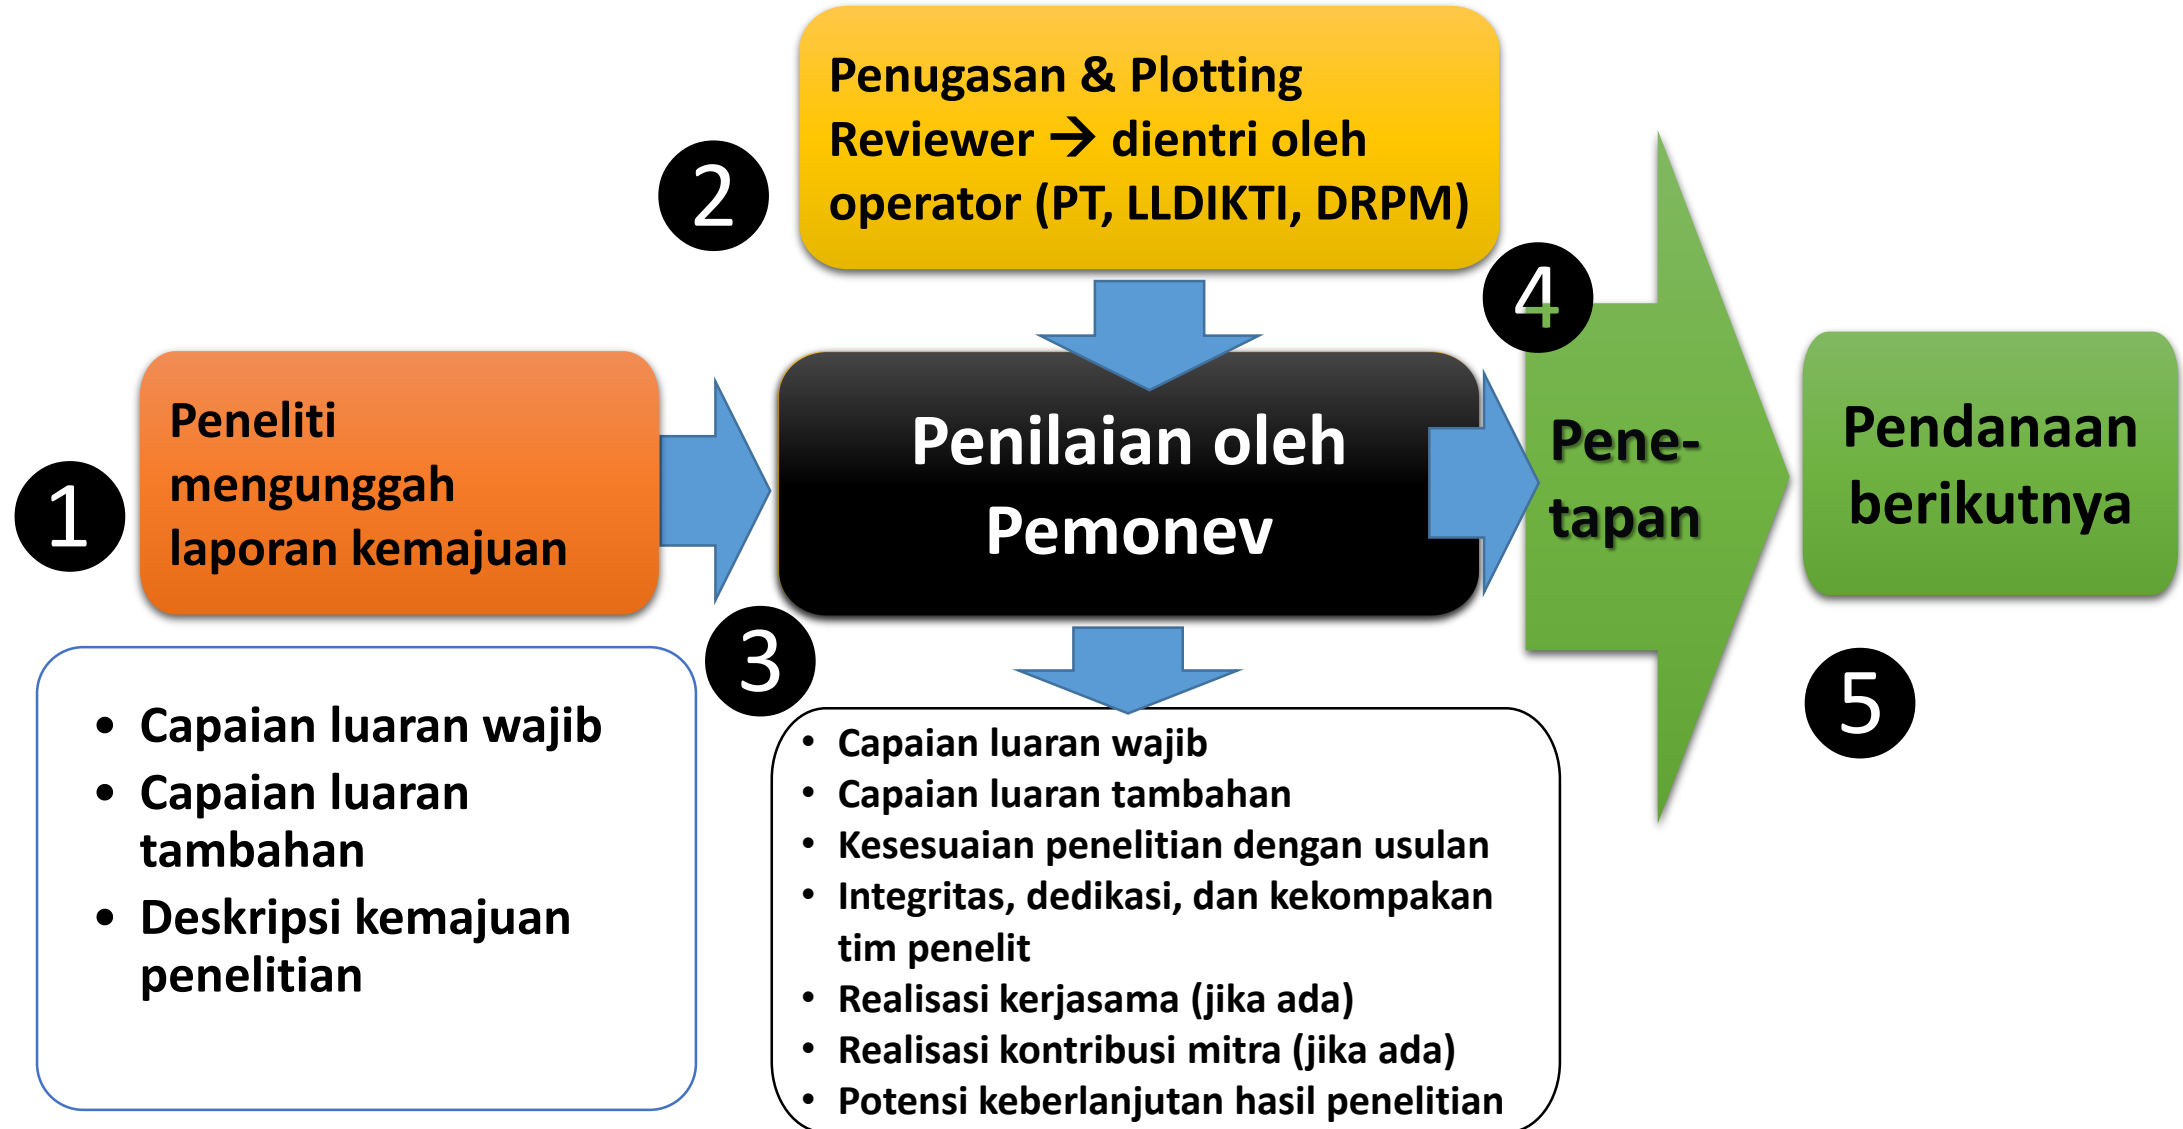 2
Penugasan & Plotting
Reviewer → dientri oleh
operator (PT, LLDIKTI, DRPM)
1
Peneliti
mengunggah
laporan kemajuan
• Capaian luaran wajib
• Capaian luaran
tambahan
• Deskripsi kemajuan
penelitian
3
Penilaian oleh
Pemonev
• Capaian luaran wajib
• Capaian luaran tambahan
• Kesesuaian penelitian dengan usulan
• Integritas, dedikasi, dan kekompakan
tim penelit
• Realisasi kerjasama (jika ada)
• Realisasi kontribusi mitra (jika ada)
• Potensi keberlanjutan hasil penelitian
4
Pene-
tapan
Pendanaan
berikutnya
5